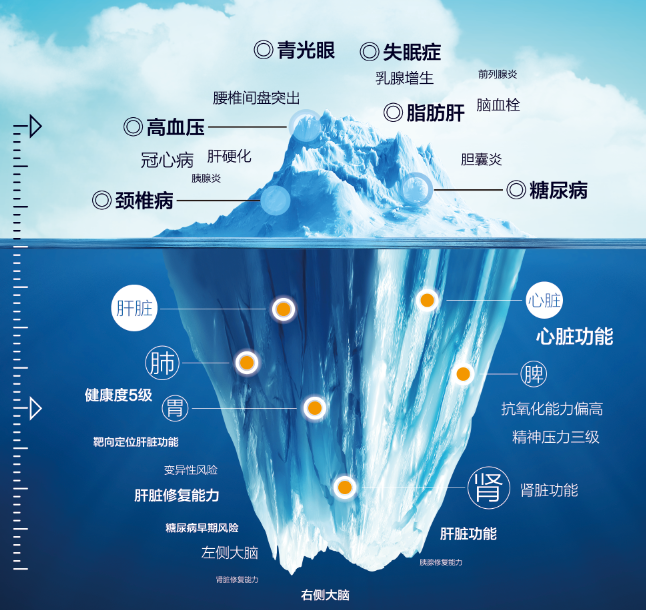 青光眼
失眠症
乳腺增生
前列腺炎
腰椎间盘突出
脂肪肝
脑血栓
高血压
冠心病
肝硬化
胆囊炎
胰腺炎
颈椎病
糖尿病
肝脏
心脏
心脏功能
肺
脾
健康度5级
胃
抗氧化能力偏高
靶向定位肝脏功能
精神压力三级
变异性风险
肾
肾脏功能
肝脏修复能力
糖尿病早期风险
肝脏功能
左侧大脑
胰腺修复能力
肾脏修复能力
右侧大脑